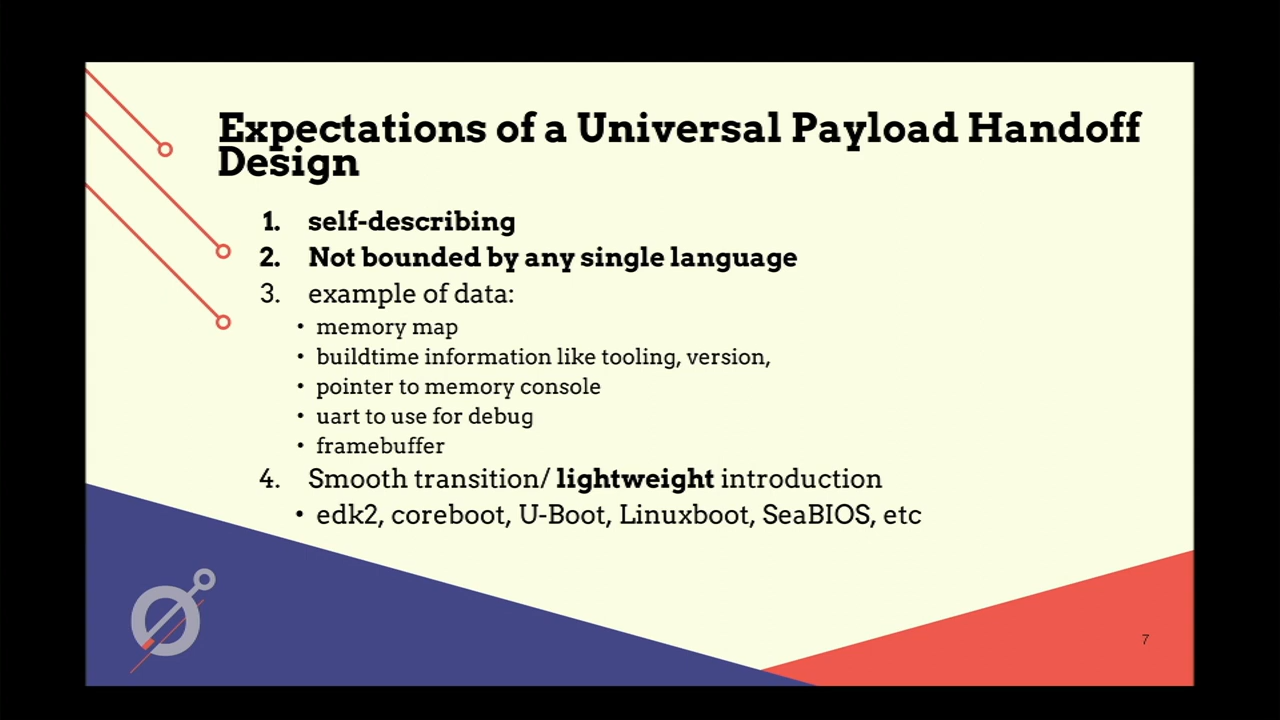 Expectations of a Universal Payload Handoff
Design
1. self-describing
2. Not bounded by any single language
3. example of data:
• memory map
• buildtime information like tooling, version,
• pointer to memory console
• uart to use for debug
• framebuffer
4. Smooth transition/ lightweight introduction
• edk2, coreboot, U-Boot, Linuxboot, SeaBIOS, etc
7